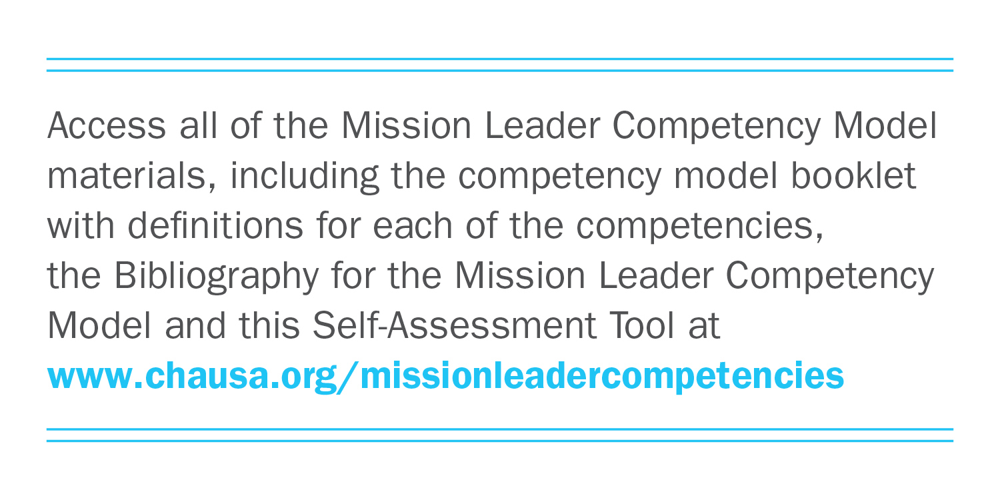 Access all of the Mission Leader Competency Model
materials, including the competency model booklet
with definitions for each of the competencies,
the Bibliography for the Mission Leader Competency
Model and this Self-Assessment Tool at
www.chausa.org/missionleadercompetencies